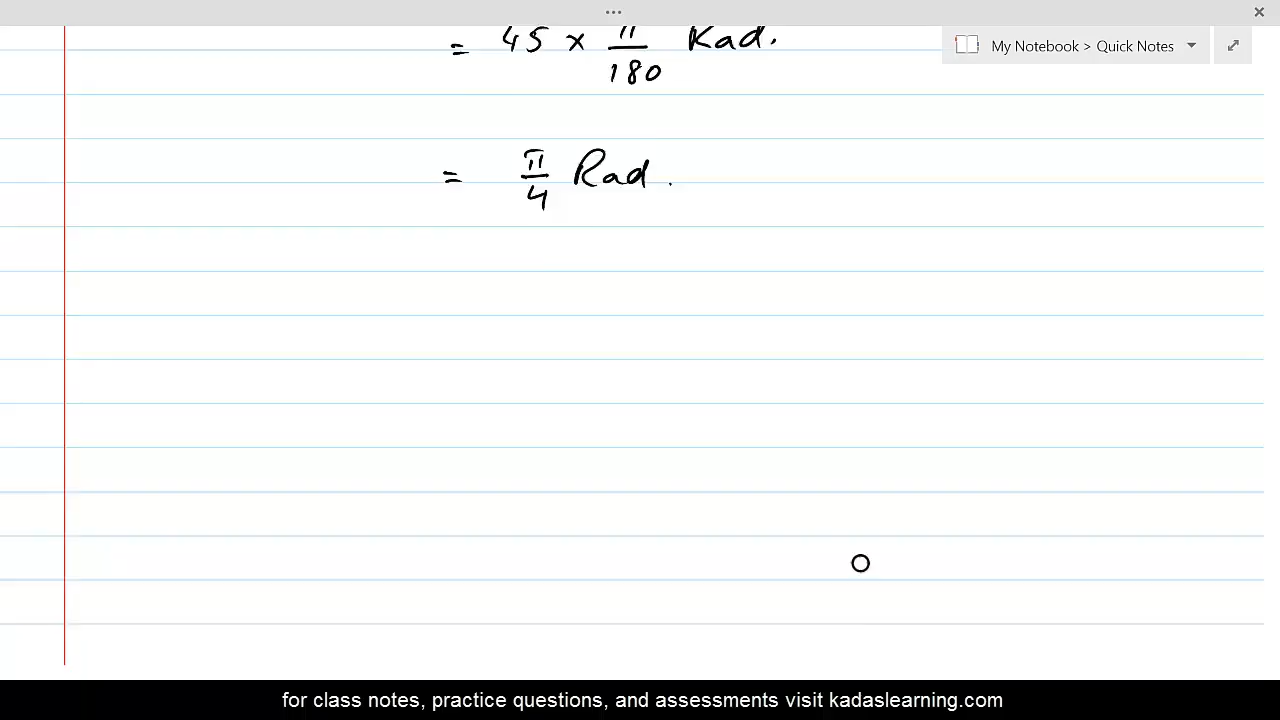 = 45 × π/180 Rad.
My Notebook > Quick Notes
= π/4 Rad.
for class notes, practice questions, and assessments visit kadaslearning.com